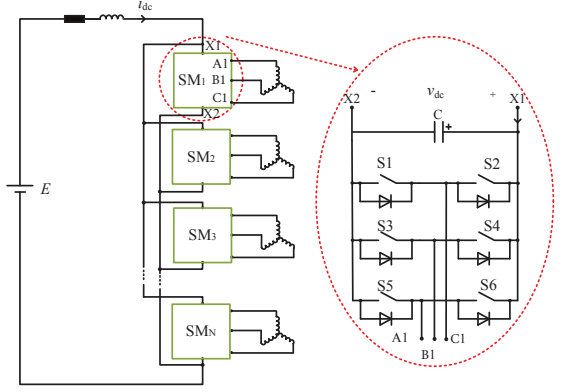 idc
X1
A1
SM1
B1
C1
X2
SM2
E
SM3
SMN
X2
-
vdc
+
X1
C
+
S1
S2
S3
S4
S5
S6
A1
B1
C1